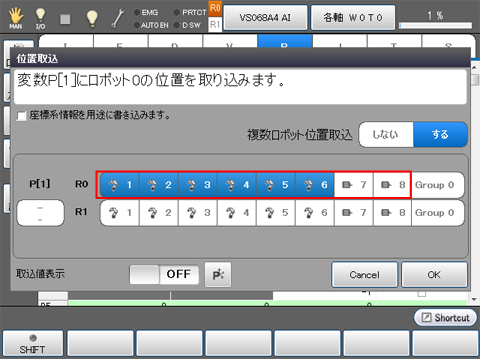 MAN
I/O
EMG
AUTO EN
PRTCT
D SW
R0
R1
VS068A4 AI
各軸 W0T0
1 %
位置取込
変数P[1]にロボット0の位置を取り込みます。
座標系情報を用途に書き込みます。
複数ロボット位置取込
しない
する
P[1]
R0
1 2 3 4 5 6 7 8 Group 0
--
--
R1
1 2 3 4 5 6 7 8 Group 0
取込値表示
OFF
P
Cancel
OK
Shortcut
SHIFT